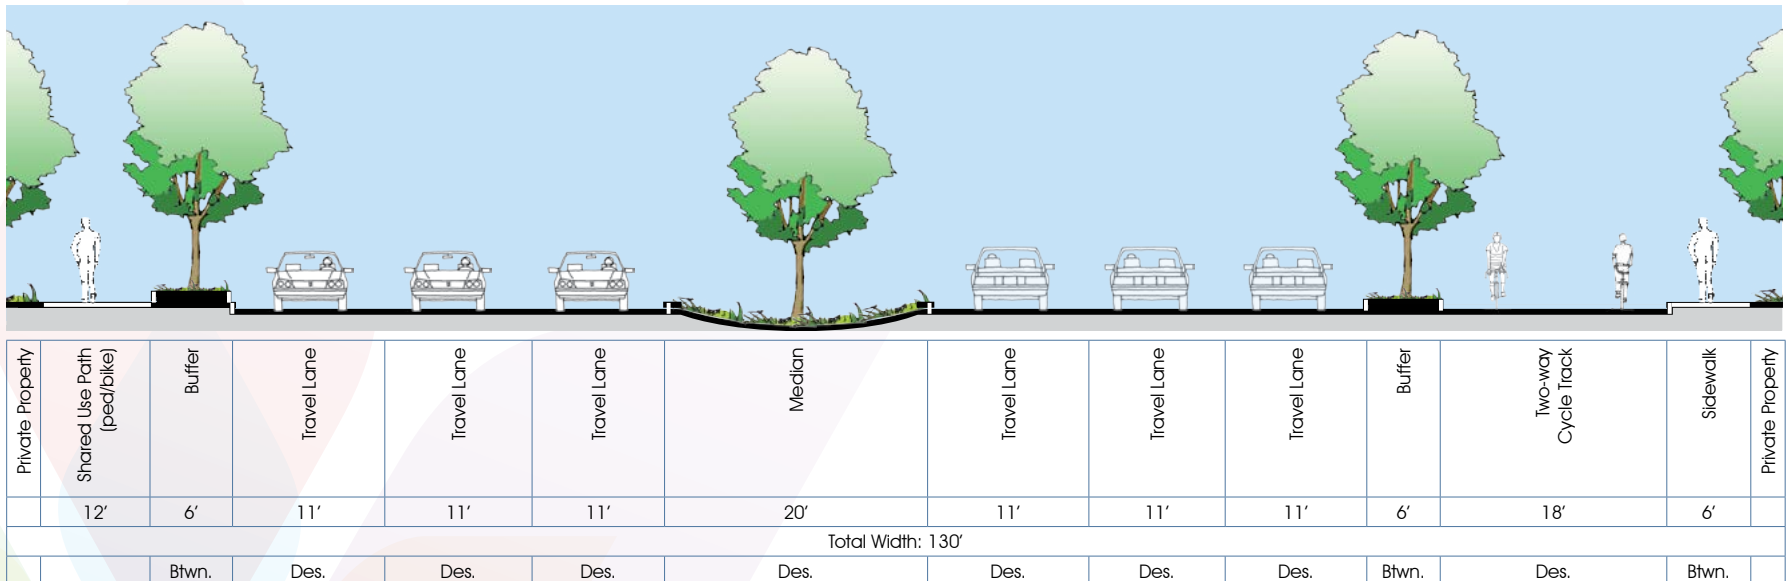 Private Property
Shared Use Path
(ped/bike)
Buffer
Travel Lane
Travel Lane
Travel Lane
Median
Travel Lane
Travel Lane
Travel Lane
Buffer
Two-way
Cycle Track
Sidewalk
Private Property
12′ 6′ 11′ 11′ 11′ 20′ 11′ 11′ 11′ 6′ 18′ 6′
Total Width: 130′
Btwn. Des. Des. Des. Des. Des. Des. Des. Btwn. Des. Btwn.